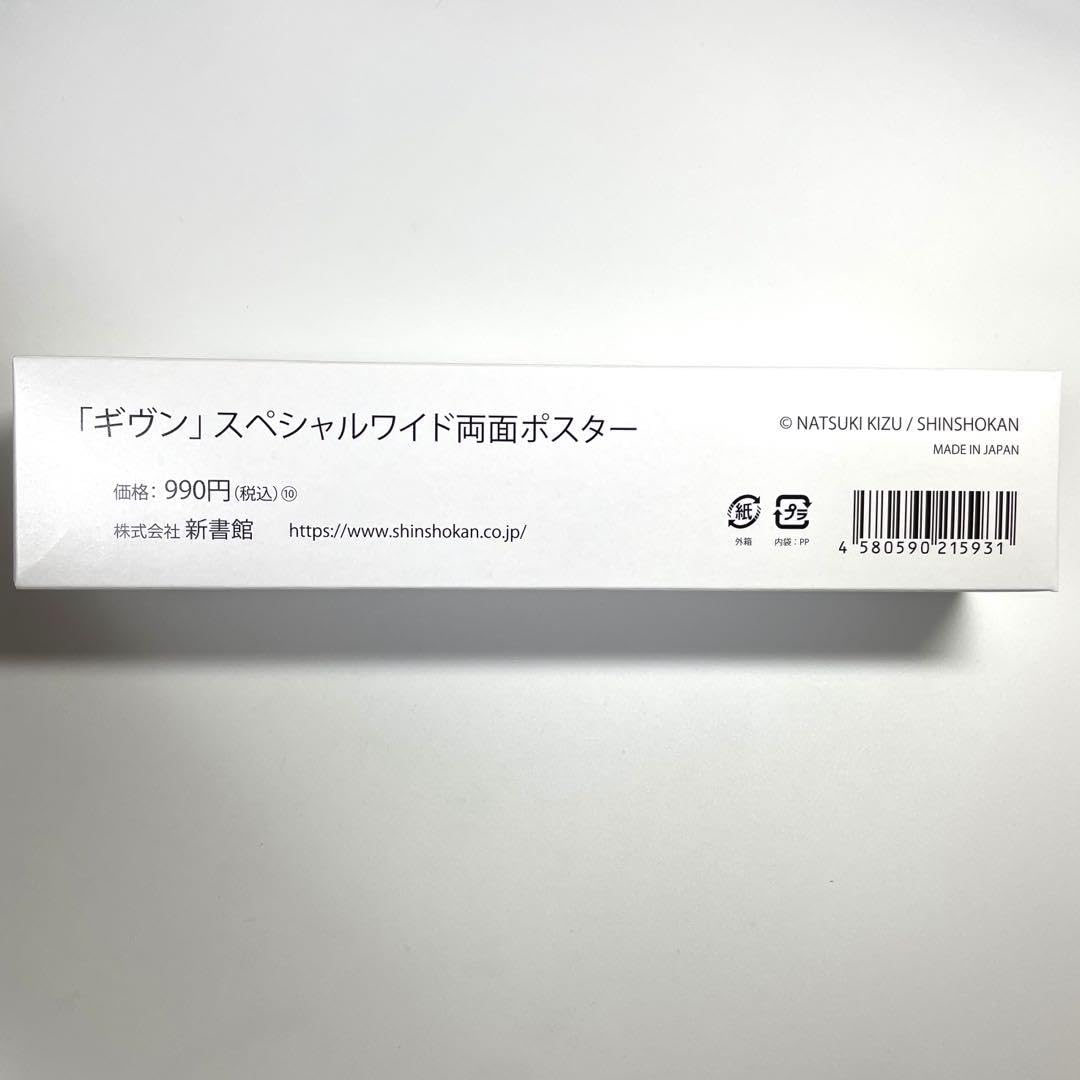 「ギヴン」スペシャルワイド両面ポスター
価格：990円(税込)⑩
株式会社 新書館 https://www.shinshokan.co.jp/
© NATSUKI KIZU / SHINSHOKAN
MADE IN JAPAN
紙
外箱
プラ
内袋：PP
4 580590 215931